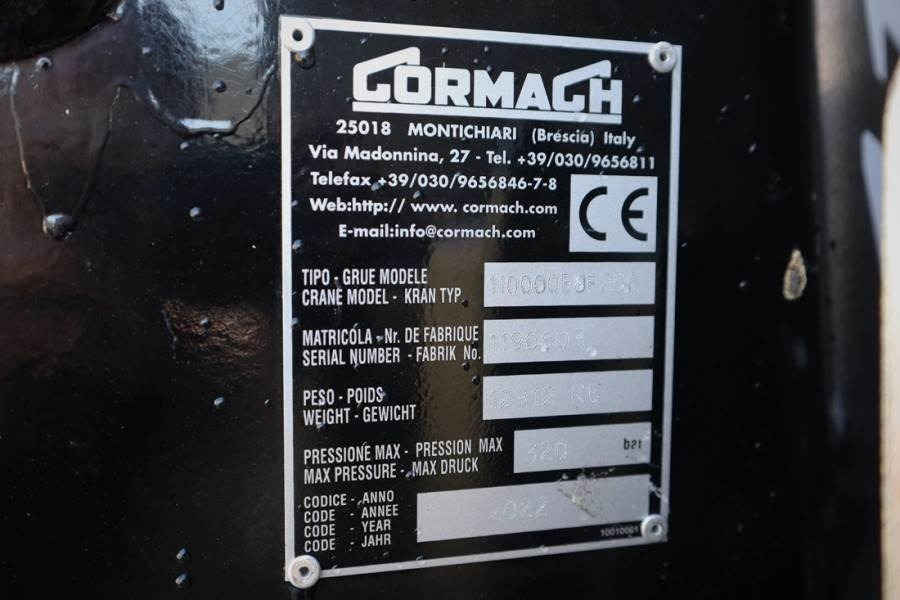 CORMACH
25018 MONTICHIARI (Bréscia) Italy
Via Madonnina, 27 - Tel. +39/030/9656811
Telefax +39/030/9656846-7-8
Web:http:// www. cormach.com
E-mail:info@cormach.com
CE
TIPO - GRUE MODELE
CRANE MODEL - KRAN TYP.
MATRICOLA - Nr. DE FABRIQUE
SERIAL NUMBER - FABRIK No.
PESO - POIDS
WEIGHT - GEWICHT
KG
PRESSIONE MAX - PRESSION MAX
MAX PRESSURE - MAX DRUCK
320
CODICE - ANNO
CODE - ANNEE
CODE - YEAR
CODE - JAHR
2022
10010001